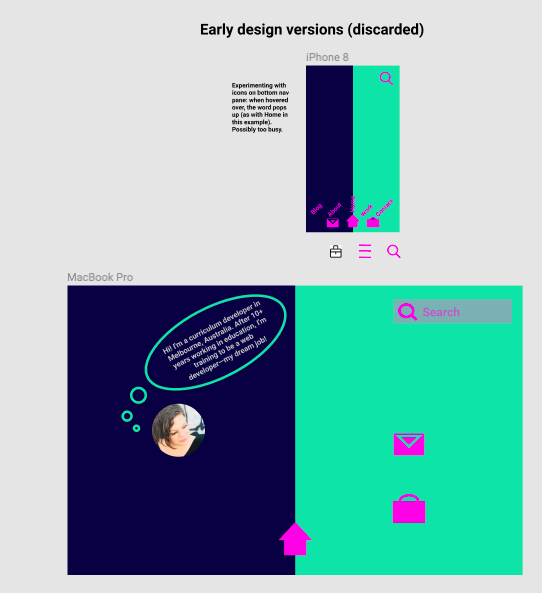 Early design versions (discarded)
iPhone 8
Experimenting with
icons on bottom nav
pane: when hovered
over, the word pops
up (as with Home in
this example).
Possibly too busy.
Blog
About
Home
Work
Contact
MacBook Pro
Hi! I'm a curriculum developer in
Melbourne, Australia. After 10+
years working in education, I'm
training to be a web
developer–my dream job!
Search